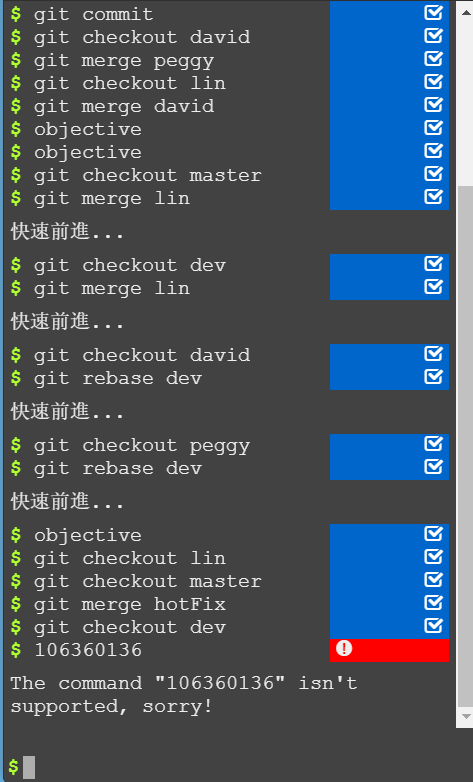 $ git commit
$ git checkout david
$ git merge peggy
$ git checkout lin
$ git merge david
$ objective
$ objective
$ git checkout master
$ git merge lin
快速前進...
$ git checkout dev
$ git merge lin
快速前進...
$ git checkout david
$ git rebase dev
快速前進...
$ git checkout peggy
$ git rebase dev
快速前進...
$ objective
$ git checkout lin
$ git checkout master
$ git merge hotFix
$ git checkout dev
$ 106360136
The command "106360136" isn't
supported, sorry!
$